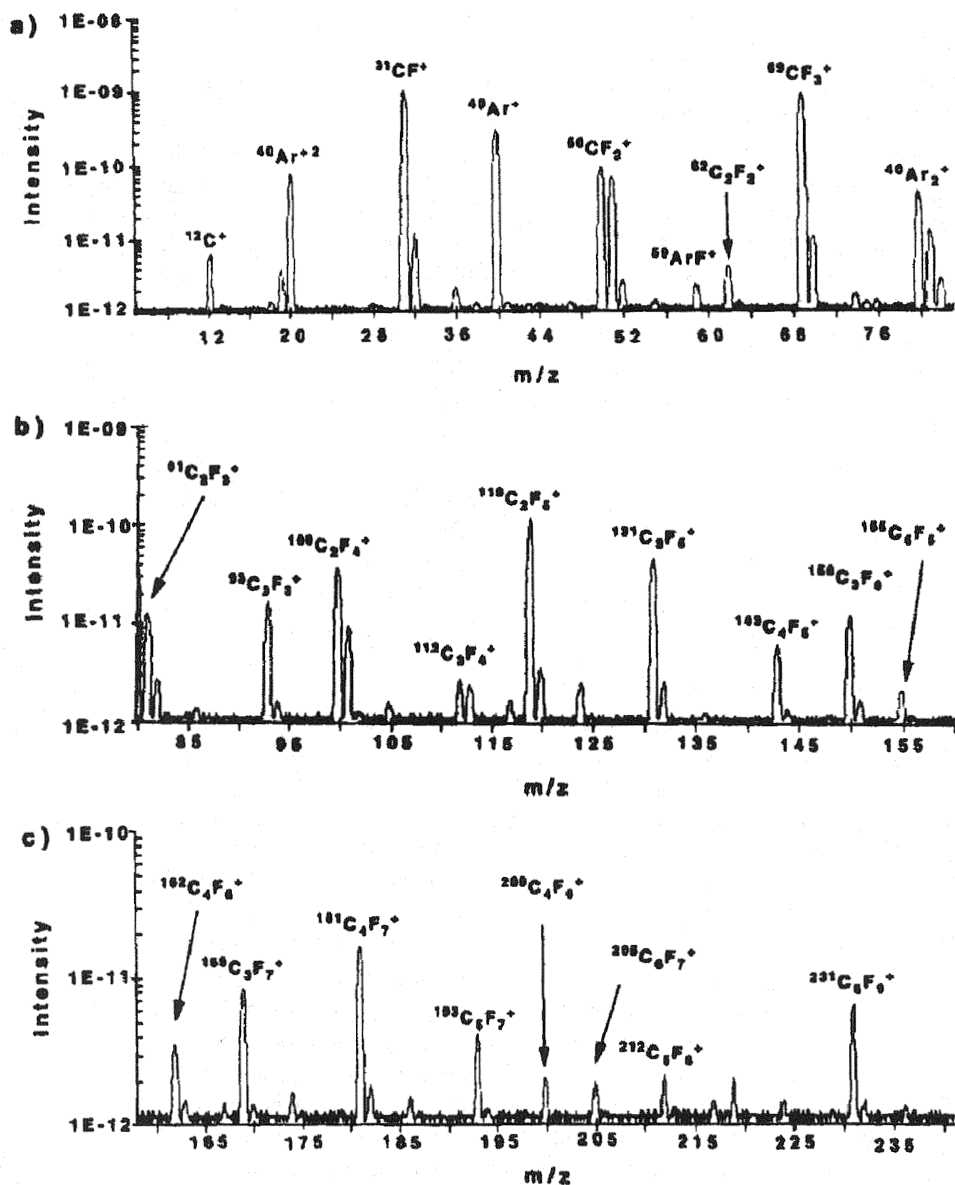 a)
1E-08
1E-09
1E-10
1E-11
1E-12
Intensity
¹²C⁺
⁴⁰Ar⁺²
³¹CF⁺
⁴⁰Ar⁺
⁵⁰CF₂⁺
⁵⁹ArF⁺
⁶²C₂F₂⁺
⁶⁹CF₃⁺
⁴⁰Ar₂⁺
12 20 28 36 44 52 60 68 76
m/z
b)
1E-09
1E-10
1E-11
1E-12
Intensity
⁸¹C₂F₃⁺
⁹³C₃F₃⁺
¹⁰⁰C₂F₄⁺
¹¹²C₃F₄⁺
¹¹⁹C₂F₅⁺
¹³¹C₃F₅⁺
¹⁴³C₄F₅⁺
¹⁵⁰C₃F₆⁺
¹⁵⁵C₅F₅⁺
85 95 105 115 125 135 145 155
m/z
c)
1E-10
1E-11
1E-12
Intensity
¹⁶²C₄F₆⁺
¹⁶⁹C₃F₇⁺
¹⁸¹C₄F₇⁺
¹⁹³C₅F₇⁺
²⁰⁰C₄F₈⁺
²⁰⁵C₆F₇⁺
²¹²C₅F₈⁺
²³¹C₅F₉⁺
165 175 185 195 205 215 225 235
m/z